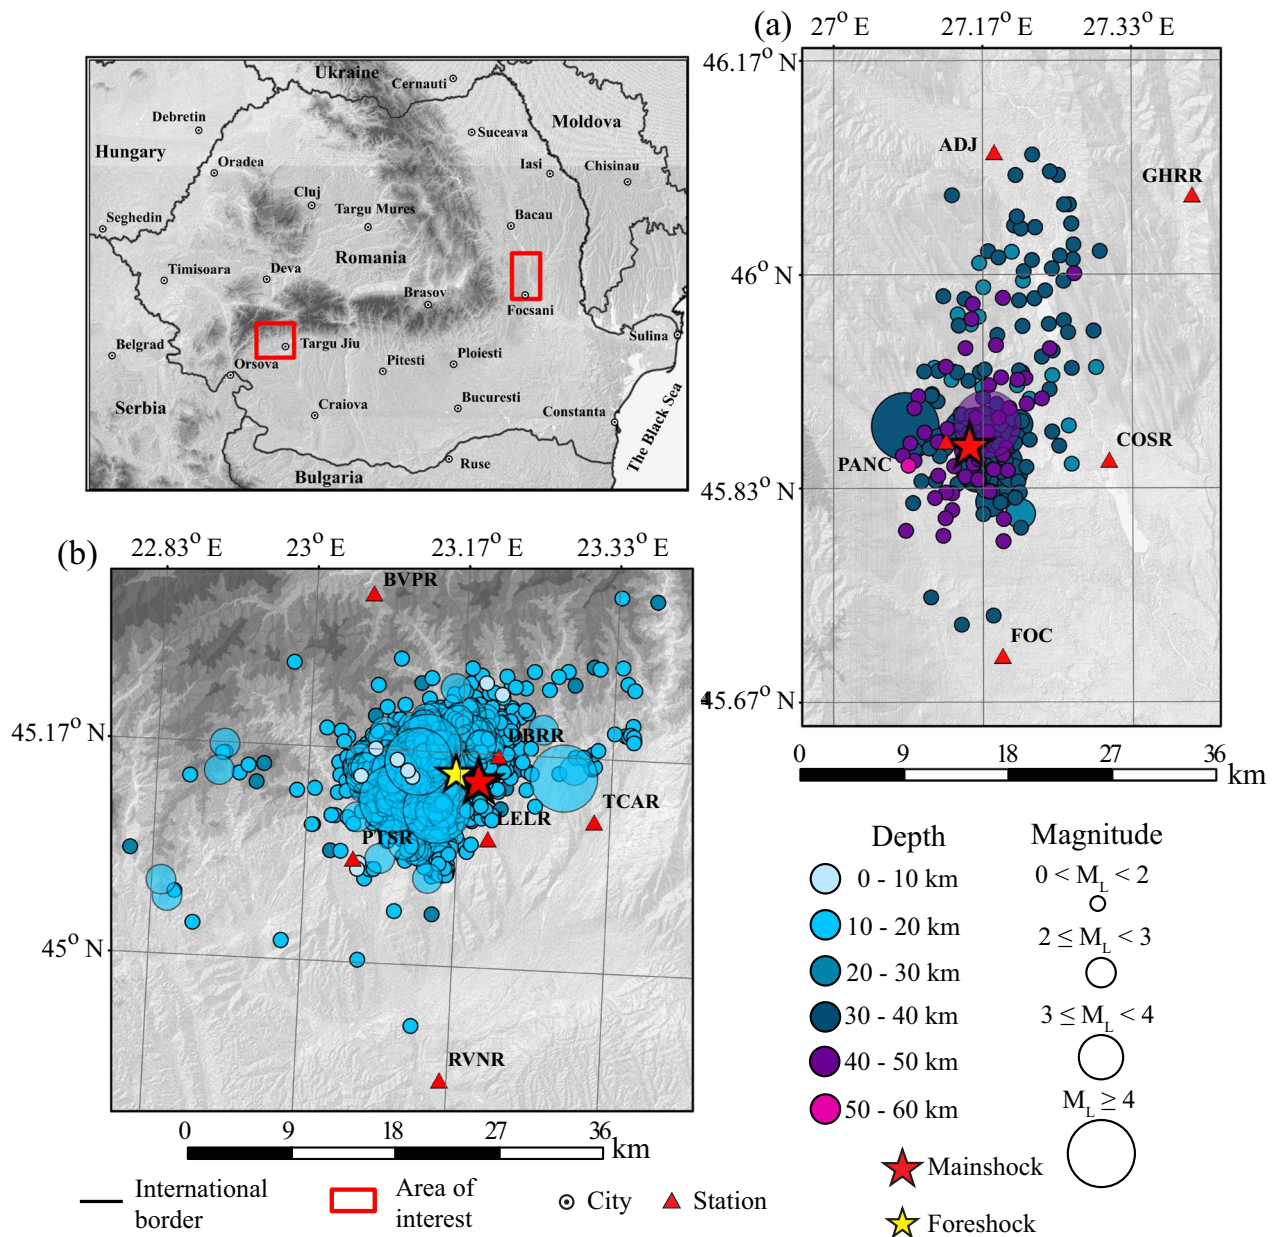 (a)
27° E
27.17° E
27.33° E
46.17° N
46° N
45.83° N
45.67° N
4
ADJ
GHRR
PANC
COSR
FOC
0
9
18
27
36
km
Ukraine
Cernauti
Debretin
Suceava
Moldova
Hungary
Oradea
Iasi
Chisinau
Cluj
Targu Mures
Seghedin
Bacau
Romania
Timisoara
Deva
Brasov
Focsani
Targu Jiu
Sulina
Belgrad
Orsova
Pitesti
Ploiesti
Craiova
Bucuresti
Constanta
Serbia
The Black Sea
Ruse
Bulgaria
(b)
22.83° E
23° E
23.17° E
23.33° E
45.17° N
45° N
BVPR
DBRR
TCAR
LELR
PTSR
RVNR
0
9
18
27
36
km
Depth
0 - 10 km
10 - 20 km
20 - 30 km
30 - 40 km
40 - 50 km
50 - 60 km
Magnitude
0 < M_L < 2
2 ≤ M_L < 3
3 ≤ M_L < 4
M_L ≥ 4
Mainshock
Foreshock
International
border
Area of
interest
City
Station